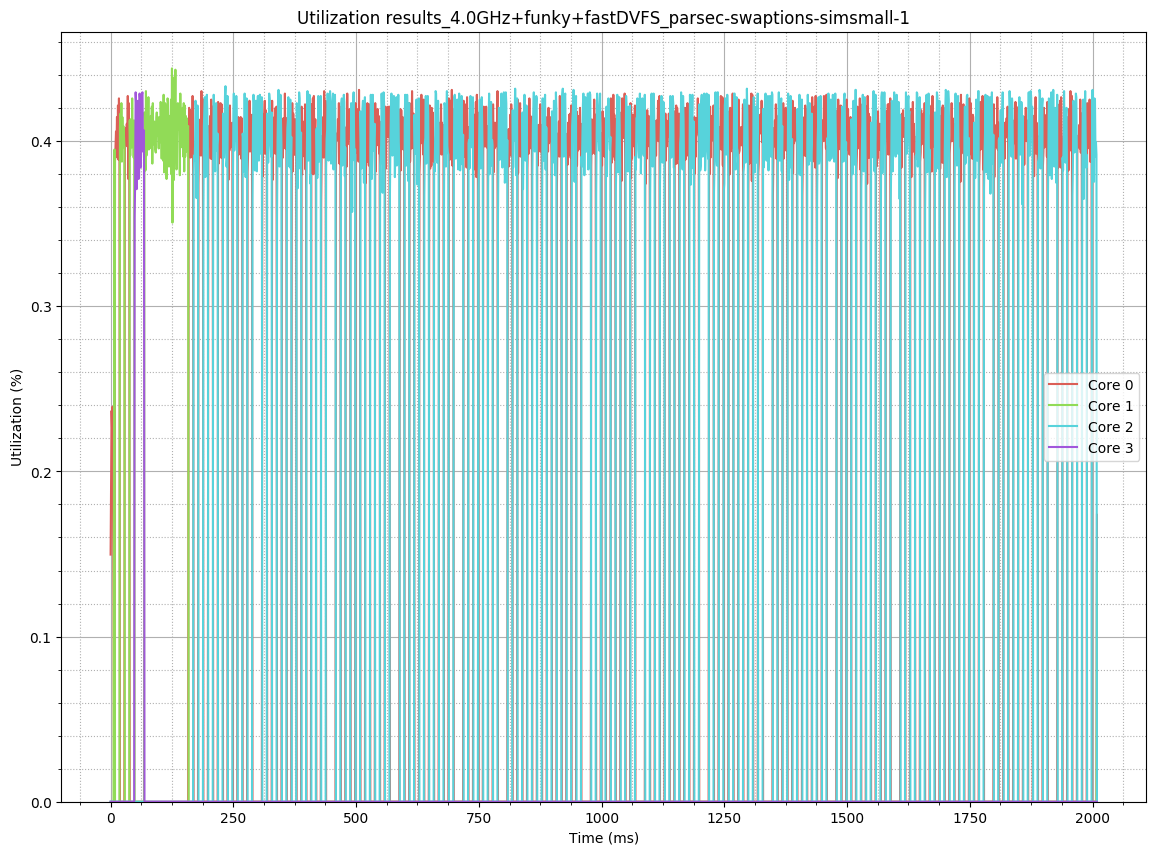 Utilization results_4.0GHz+funky+fastDVFS_parsec-swaptions-simsmall-1
Utilization (%)
0.4
0.3
0.2
0.1
0.0
Core 0
Core 1
Core 2
Core 3
0 250 500 750 1000 1250 1500 1750 2000
Time (ms)